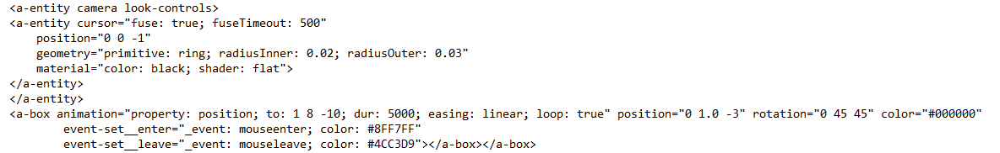 <a-entity camera look-controls>
<a-entity cursor="fuse: true; fuseTimeout: 500"
    position="0 0 -1"
    geometry="primitive: ring; radiusInner: 0.02; radiusOuter: 0.03"
    material="color: black; shader: flat">
</a-entity>
</a-entity>
<a-box animation="property: position; to: 1 8 -10; dur: 5000; easing: linear; loop: true" position="0 1.0 -3" rotation="0 45 45" color="#000000"
        event-set__enter="_event: mouseenter; color: #8FF7FF"
        event-set__leave="_event: mouseleave; color: #4CC3D9"></a-box></a-box>